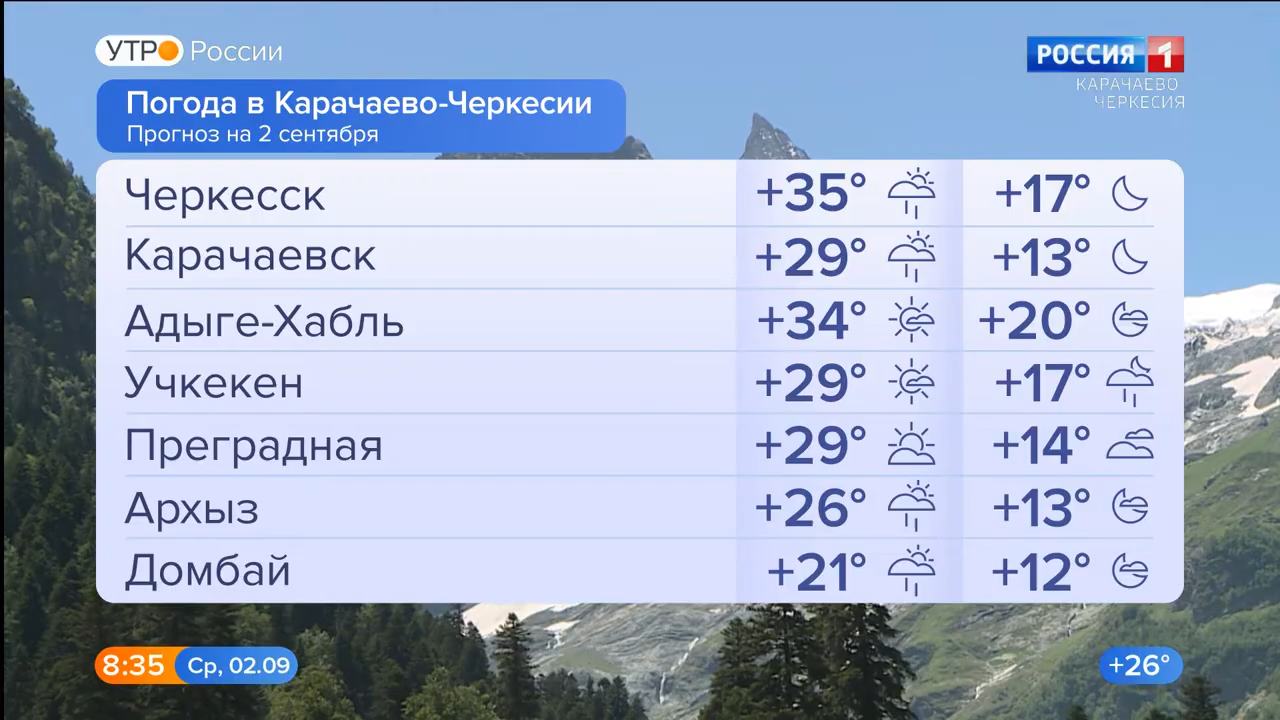 УТРО России
РОССИЯ 1
КАРАЧАЕВО
ЧЕРКЕСИЯ
Погода в Карачаево-Черкесии
Прогноз на 2 сентября
Черкесск +35° +17°
Карачаевск +29° +13°
Адыге-Хабль +34° +20°
Учкекен +29° +17°
Преградная +29° +14°
Архыз +26° +13°
Домбай +21° +12°
8:35 Ср, 02.09 +26°